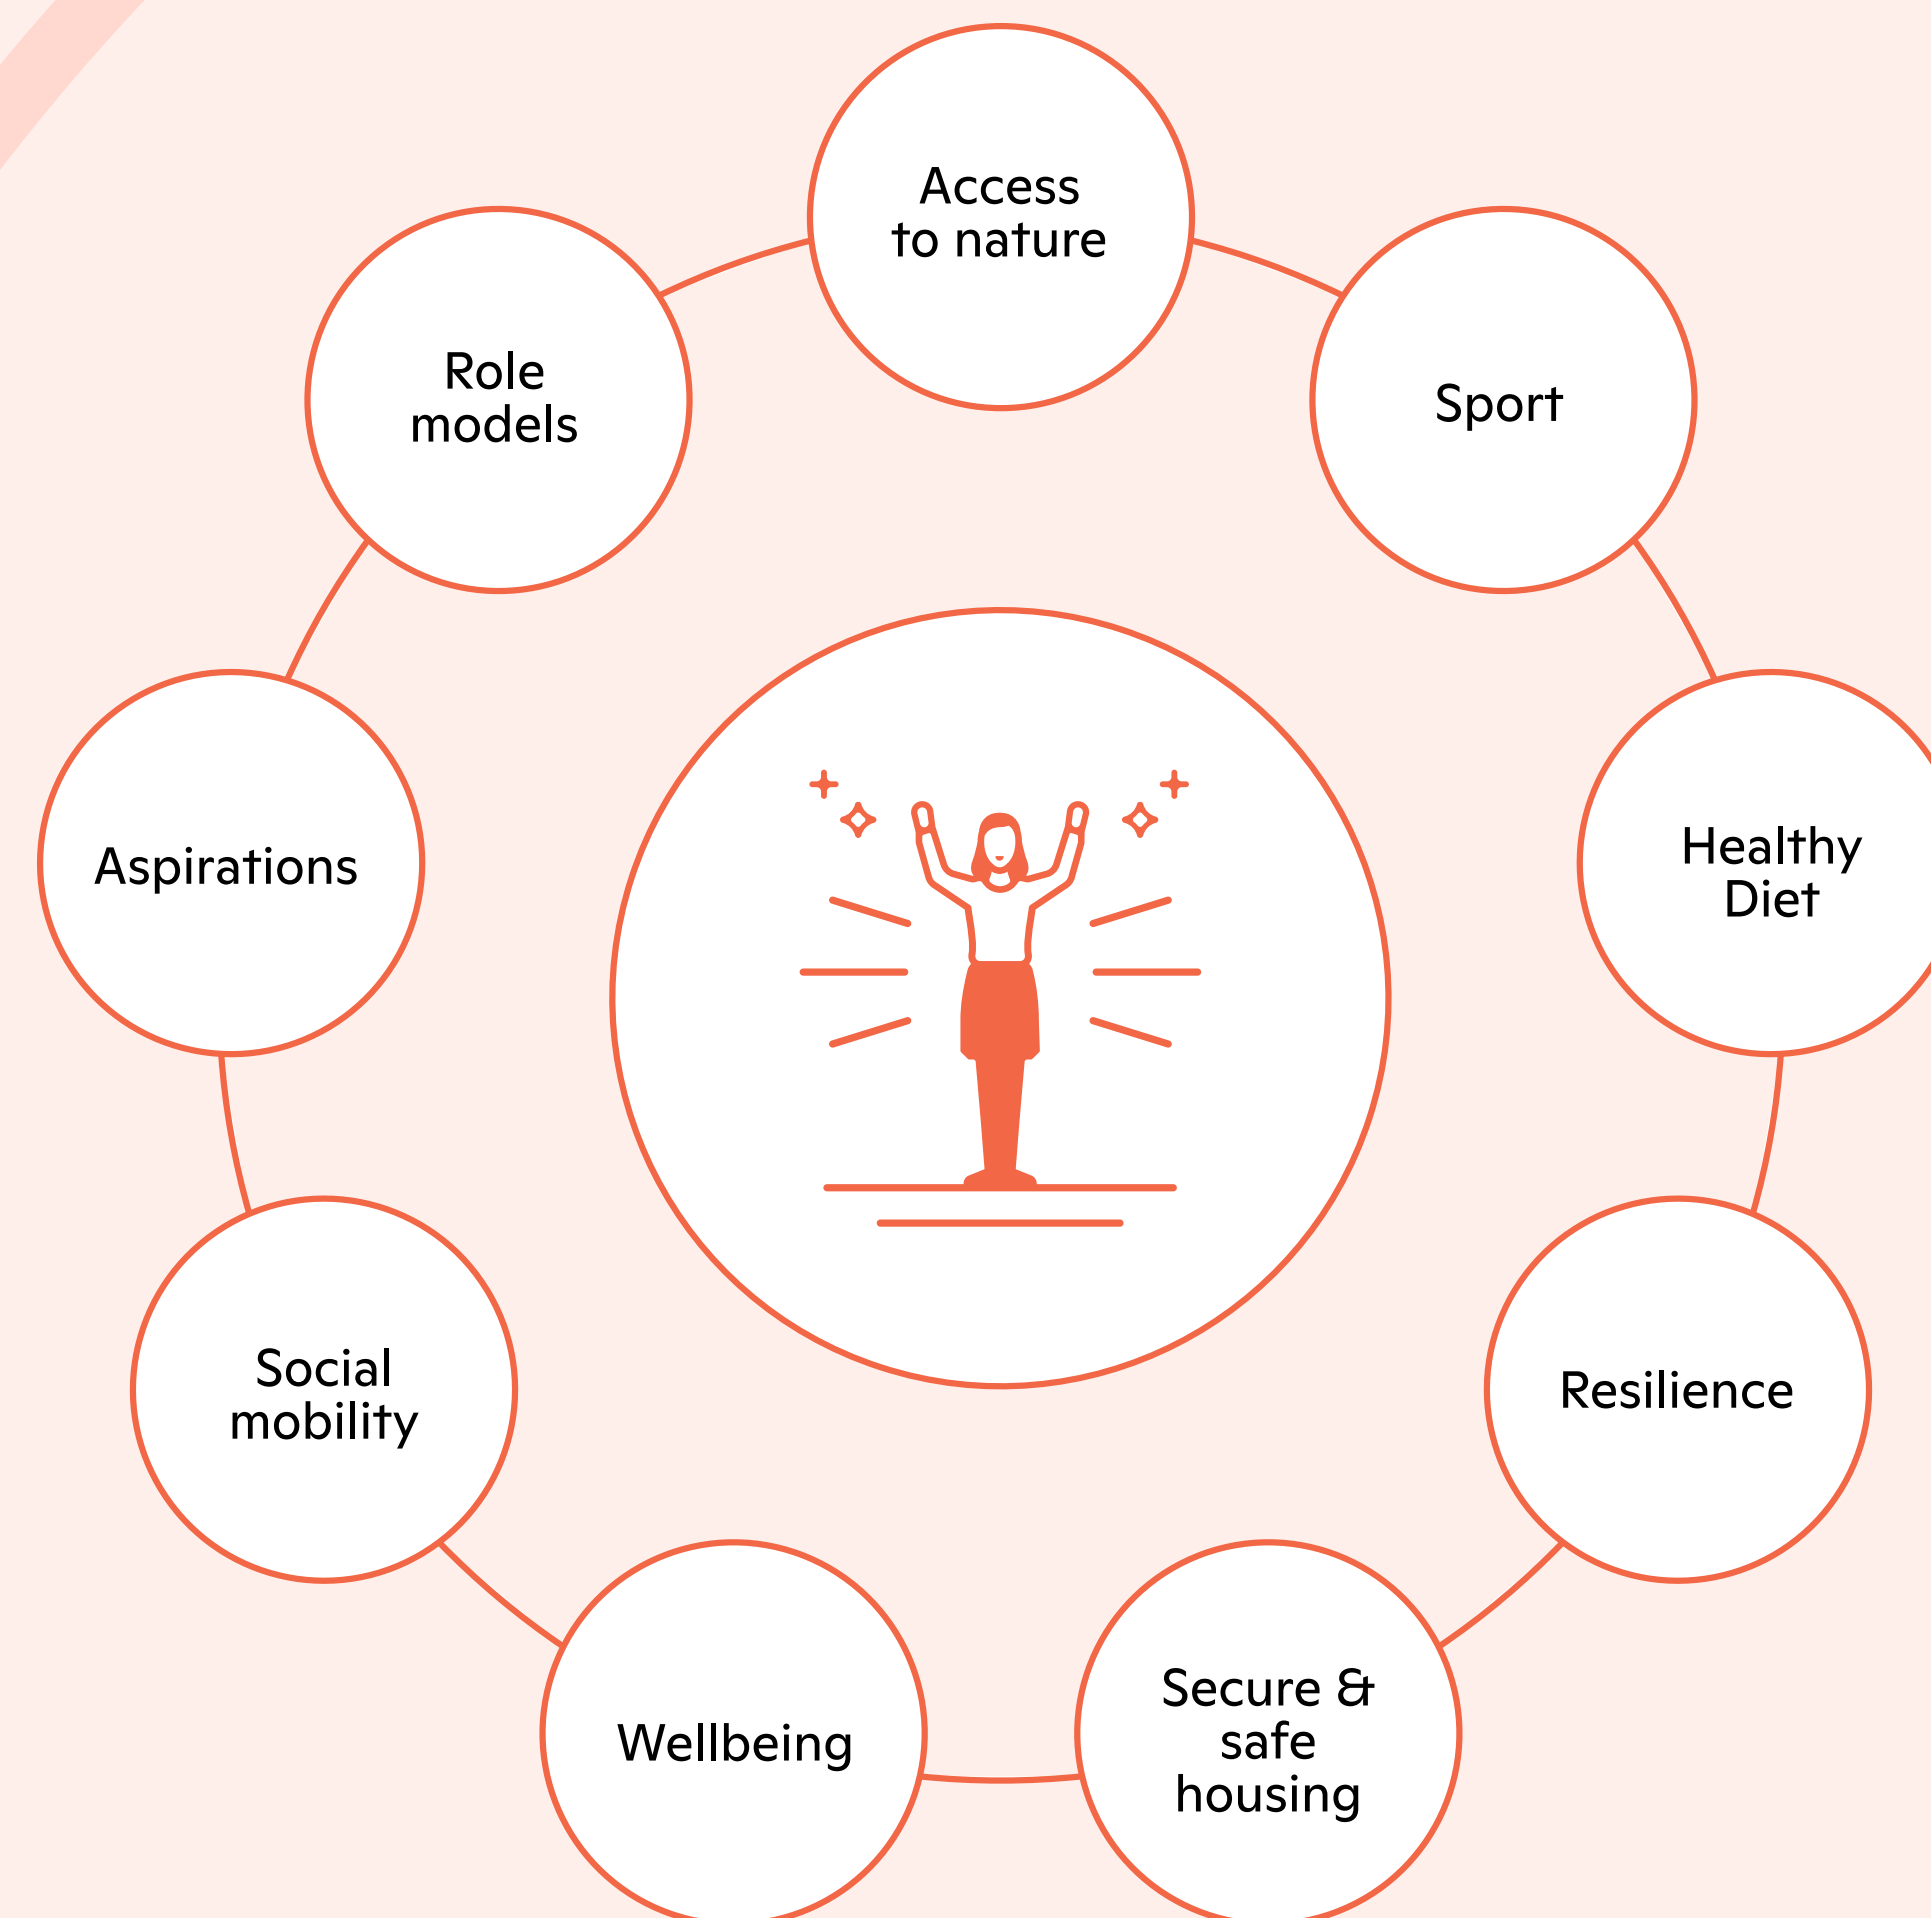 Access
to nature
Sport
Healthy
Diet
Resilience
Secure &
safe
housing
Wellbeing
Social
mobility
Aspirations
Role
models